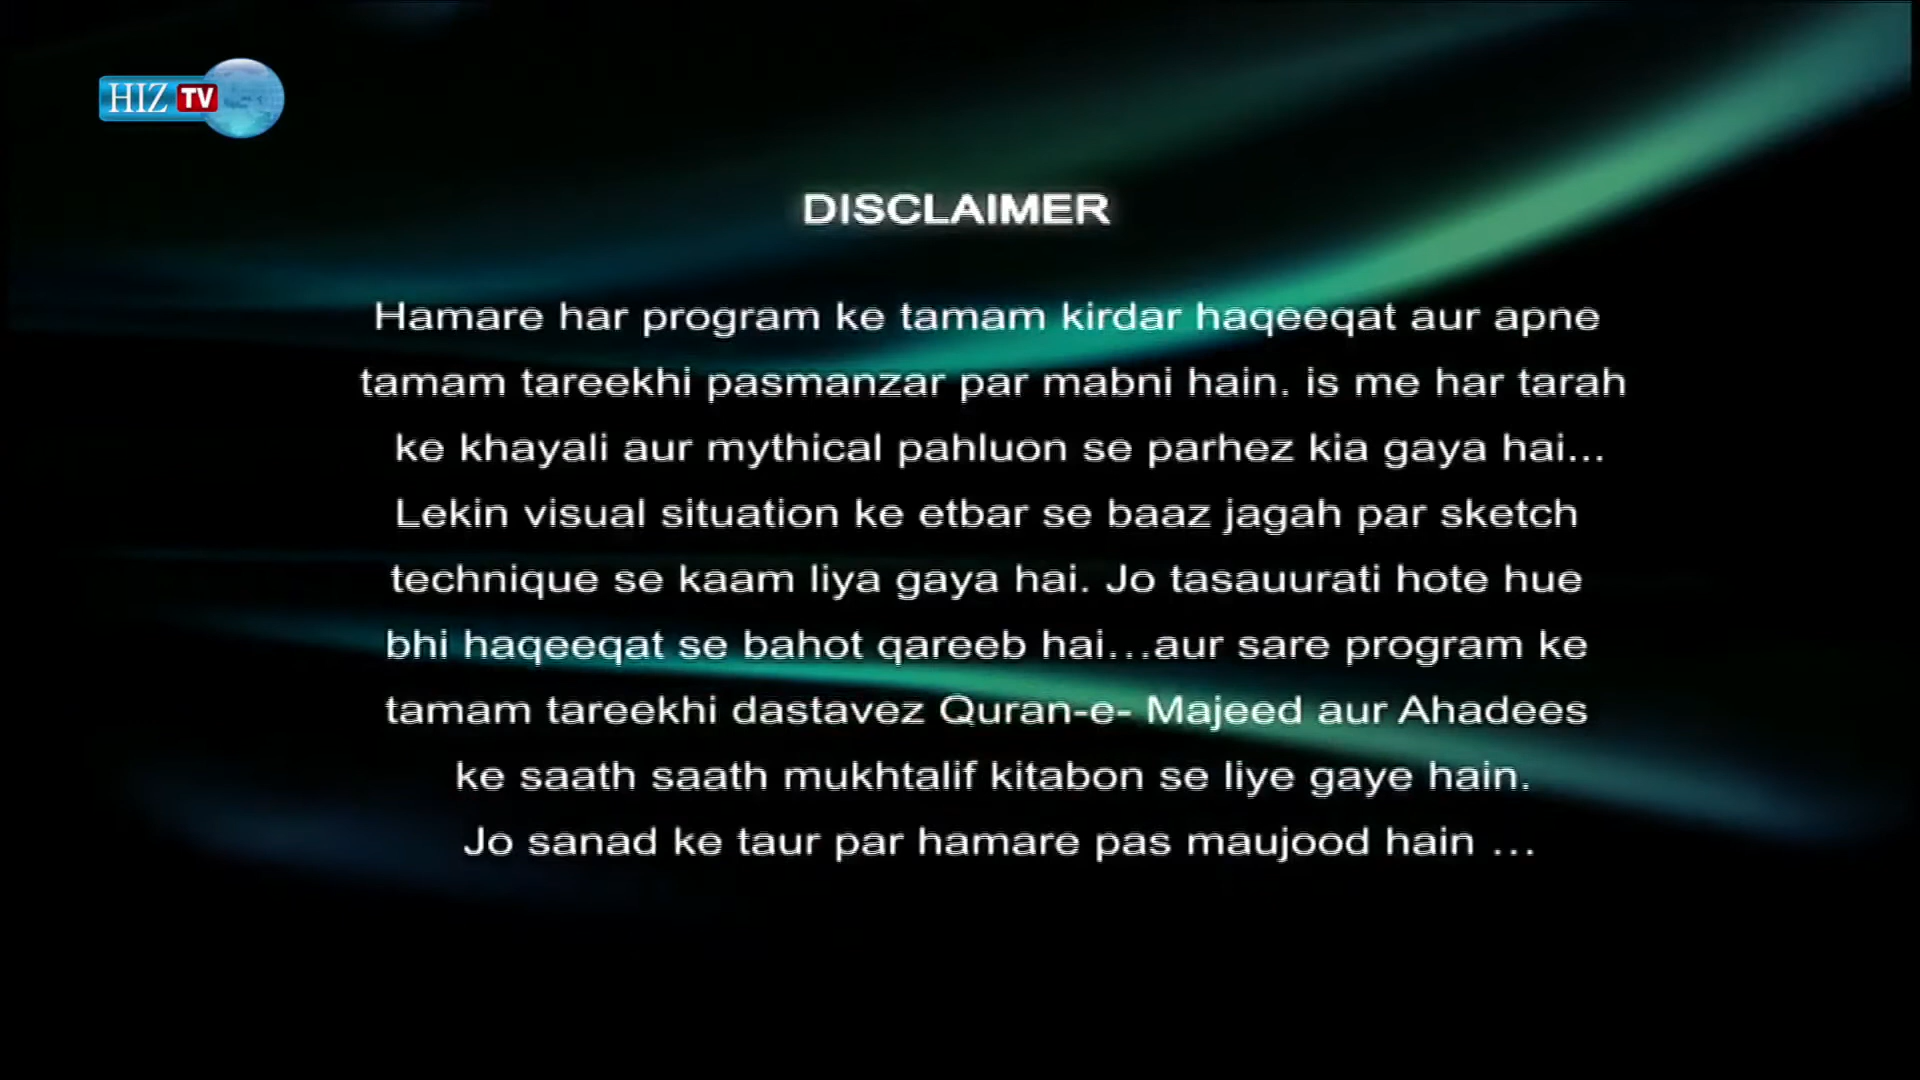 HIZ TV
DISCLAIMER
Hamare har program ke tamam kirdar haqeeqat aur apne
tamam tareekhi pasmanzar par mabni hain. is me har tarah
ke khayali aur mythical pahluon se parhez kia gaya hai...
Lekin visual situation ke etbar se baaz jagah par sketch
technique se kaam liya gaya hai. Jo tasauurati hote hue
bhi haqeeqat se bahot qareeb hai...aur sare program ke
tamam tareekhi dastavez Quran-e- Majeed aur Ahadees
ke saath saath mukhtalif kitabon se liye gaye hain.
Jo sanad ke taur par hamare pas maujood hain ...